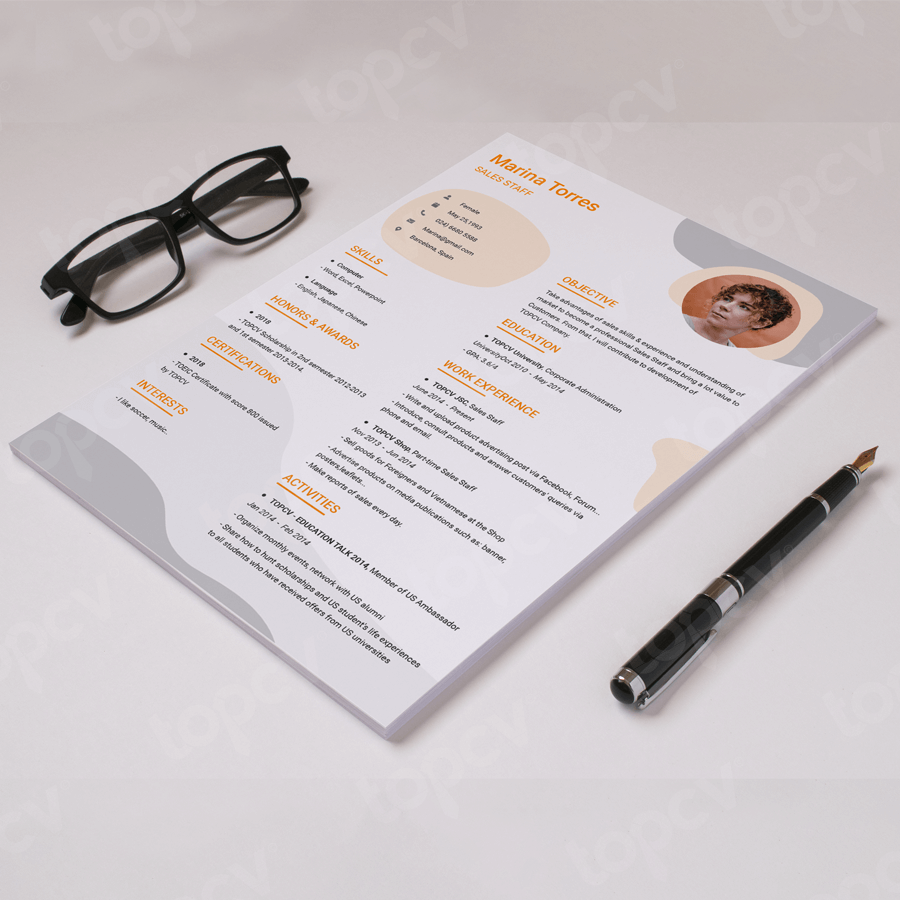 Marina Torres
SALES STAFF
Female
May 25,1993
024) 6680 5588
Marina@gmail.com
Barcelona, Spain
SKILLS
• Computer
- Word, Excel, Powerpoint
• Language
- English, Japanese, Chinese
HONORS & AWARDS
• 2018
- TOPCV Scholarship in 2nd semester 2012-2013
and 1st semester 2013-2014.
CERTIFICATIONS
• 2018
- TOEIC Certificate with score 800 issued
by TOPCV
INTERESTS
- I like soccer, music.
OBJECTIVE
Take advantages of sales skills & experience and understanding of
market to become a professional Sales Staff and bring a lot value to
Customers. From that I will contribute to development of
TOPCV Company
EDUCATION
• TOPCV University, Corporate Administration
UniversityOct 2010 - May 2014
- GPA, 3.6/4
WORK EXPERIENCE
• TOPCV JSC, Sales Staff
June 2014 - Present
- Write and upload product advertising post via Facebook, Forum...
- Introduce, consult products and answer customers' queries via
phone and email.
• TOPCV Shop, Part-time Sales Staff
Nov 2013 - Jun 2014
- Sell goods for Foreigners and Vietnamese at the Shop
- Advertise products on media publications such as: banner,
posters,leaflets...
- Make reports of sales every day.
ACTIVITIES
• TOPCV - EDUCATION TALK 2014, Member of US Ambassador
Jan 2014 - Feb 2014
- Organize monthly events, network with US alumni
- Share how to hunt scholarships and US student's life experiences
to all students who have received offers from US universities
topcv
topcv
topcv
topcv
topcv
topcv
topcv
topcv